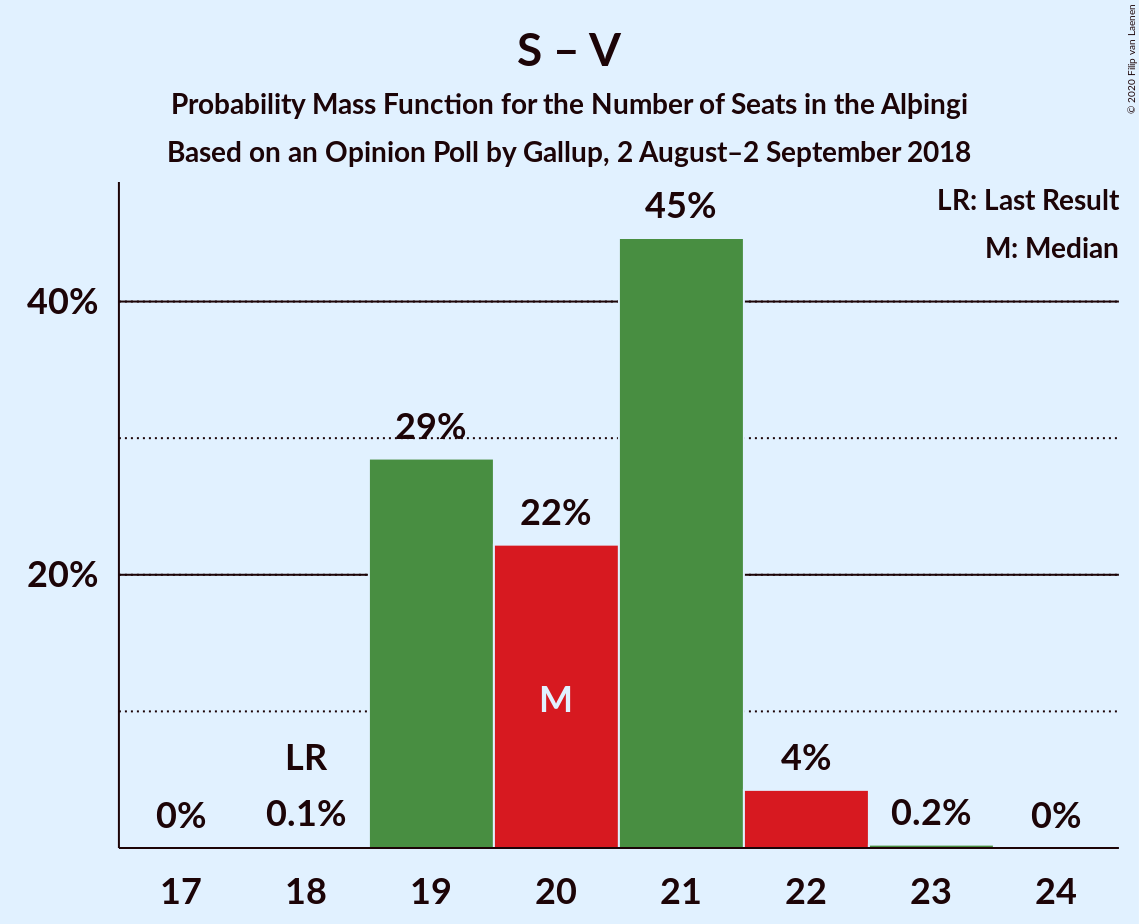 S – V
Probability Mass Function for the Number of Seats in the Alþingi
Based on an Opinion Poll by Gallup, 2 August–2 September 2018
© 2020 Filip van Laenen
LR: Last Result
M: Median
45%
40%
29%
22%
20%
M
LR
4%
0%
0.1%
0.2%
0%
17
18
19
20
21
22
23
24